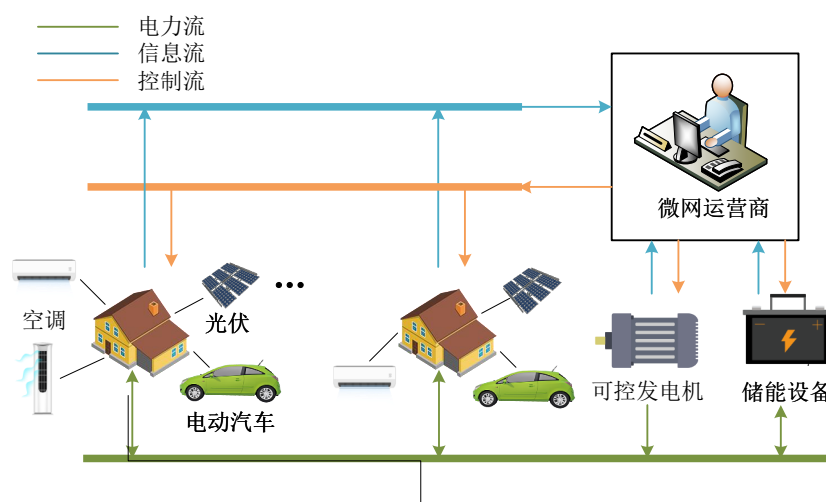 电力流
信息流
控制流
微网运营商
空调
光伏
•••
电动汽车
可控发电机
储能设备